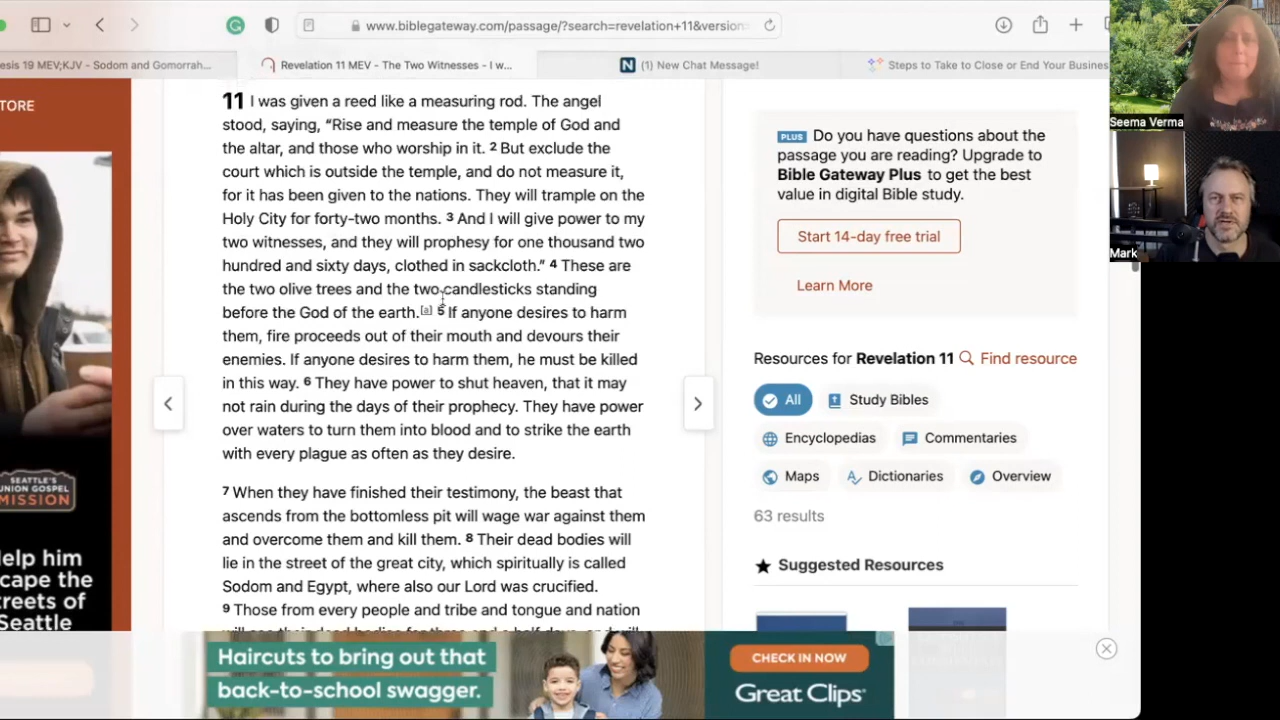 www.biblegateway.com/passage/?search=revelation+11&version=
esis 19 MEV;KJV - Sodom and Gomorrah...
Revelation 11 MEV - The Two Witnesses - I w...
N (1) New Chat Message!
Steps to Take to Close or End Your Busines
Seema Verma
Mark
TORE
11 I was given a reed like a measuring rod. The angel
stood, saying, “Rise and measure the temple of God and
the altar, and those who worship in it. 2 But exclude the
court which is outside the temple, and do not measure it,
for it has been given to the nations. They will trample on the
Holy City for forty-two months. 3 And I will give power to my
two witnesses, and they will prophesy for one thousand two
hundred and sixty days, clothed in sackcloth.” 4 These are
the two olive trees and the two candlesticks standing
before the God of the earth.[a] 5 If anyone desires to harm
them, fire proceeds out of their mouth and devours their
enemies. If anyone desires to harm them, he must be killed
in this way. 6 They have power to shut heaven, that it may
not rain during the days of their prophecy. They have power
over waters to turn them into blood and to strike the earth
with every plague as often as they desire.
7 When they have finished their testimony, the beast that
ascends from the bottomless pit will wage war against them
and overcome them and kill them. 8 Their dead bodies will
lie in the street of the great city, which spiritually is called
Sodom and Egypt, where also our Lord was crucified.
9 Those from every people and tribe and tongue and nation
PLUS Do you have questions about the
passage you are reading? Upgrade to
Bible Gateway Plus to get the best
value in digital Bible study.
Start 14-day free trial
Learn More
Resources for Revelation 11 Find resource
All Study Bibles
Encyclopedias Commentaries
Maps Dictionaries Overview
63 results
Suggested Resources
SEATTLE'S
UNION GOSPEL
MISSION
elp him
cape the
treets of
Seattle
Haircuts to bring out that
back-to-school swagger.
CHECK IN NOW
Great Clips